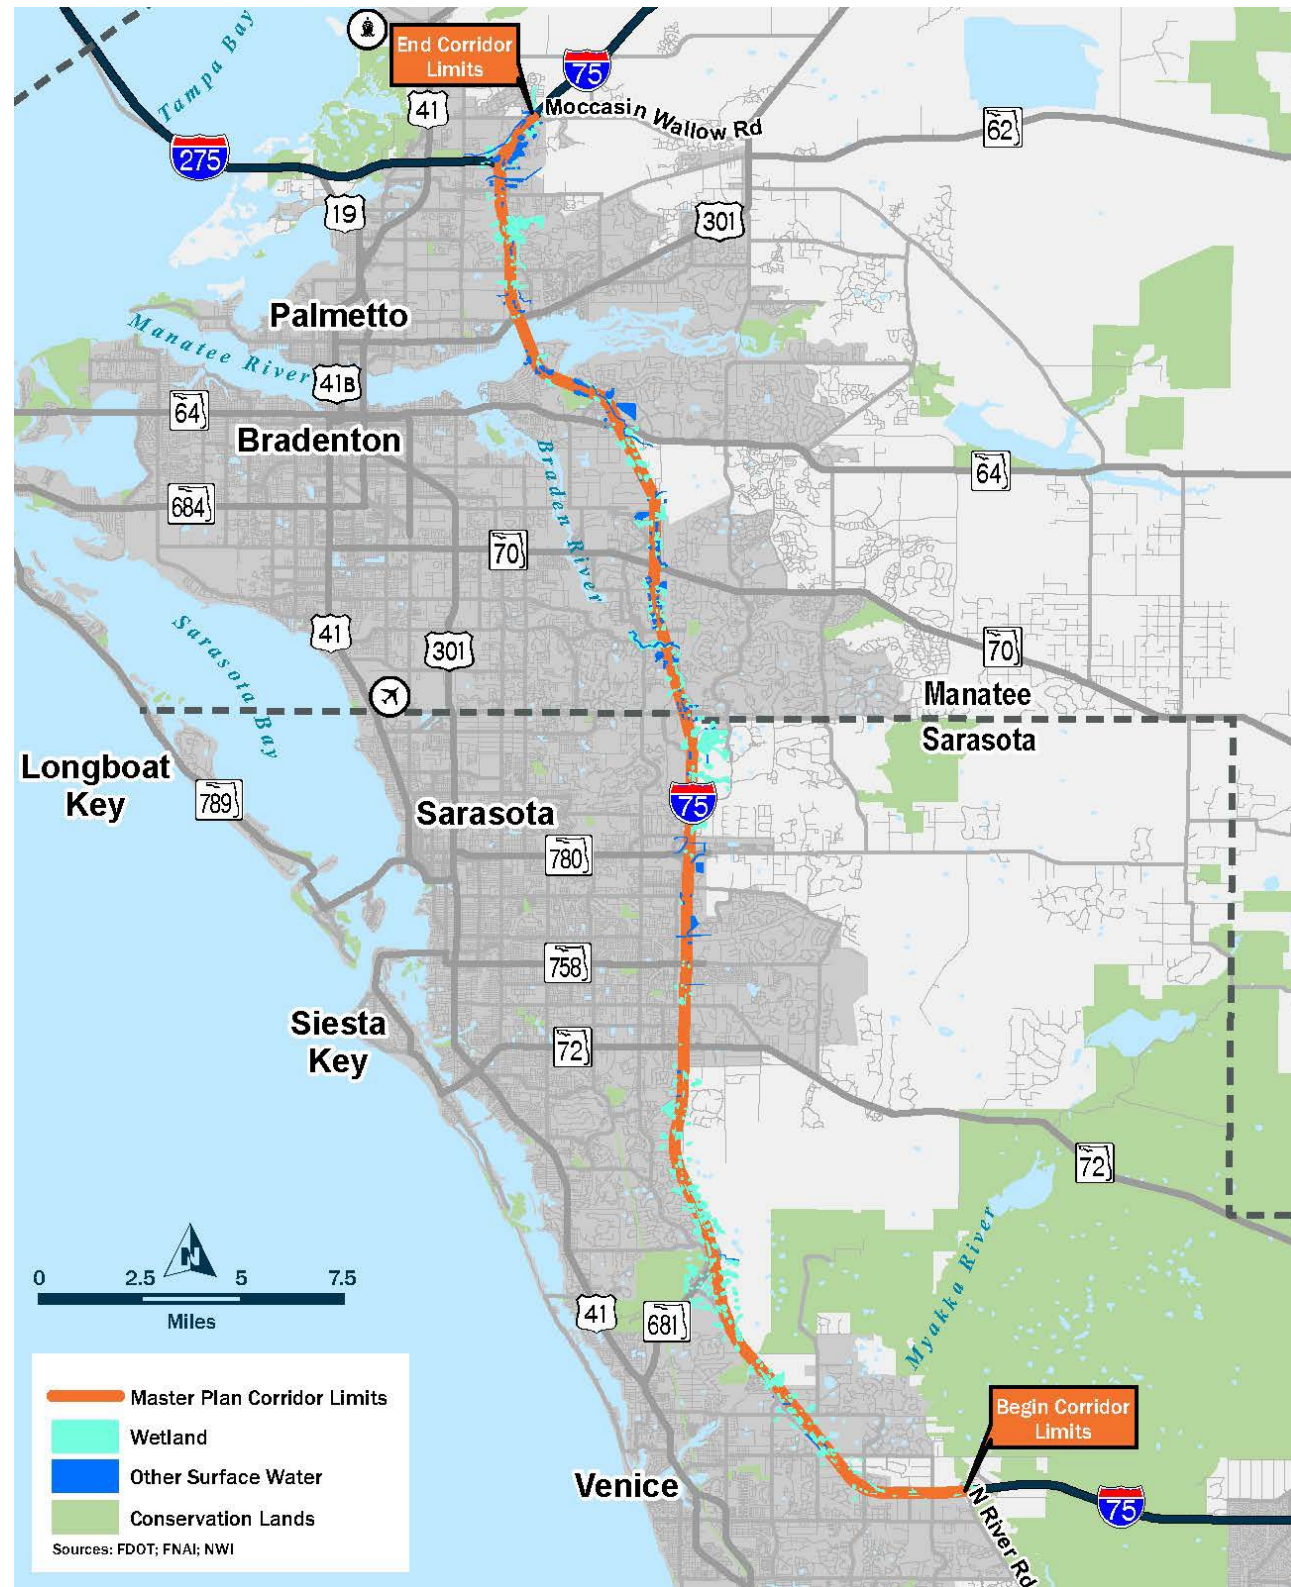 Tampa Bay
End Corridor
Limits
75
41
Moccasin Wallow Rd
62
275
19
301
Palmetto
Manatee River
41B
64
Bradenton
Braden River
64
684
70
Sarasota Bay
41
301
70
Manatee
Sarasota
Longboat
Key
789
75
Sarasota
780
758
Siesta
Key
72
72
Myakka River
N
0 2.5 5 7.5
Miles
41
681
Begin Corridor
Limits
Venice
N River Rd
75
Master Plan Corridor Limits
Wetland
Other Surface Water
Conservation Lands
Sources: FDOT; FNAI; NWI